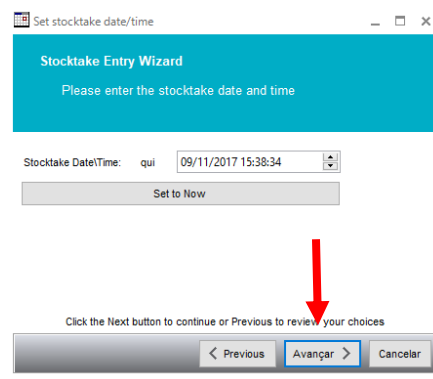 Set stocktake date/time
Stocktake Entry Wizard
Please enter the stocktake date and time
Stocktake Date\Time: qui 09/11/2017 15:38:34
Set to Now
Click the Next button to continue or Previous to review your choices
Previous Avançar Cancelar